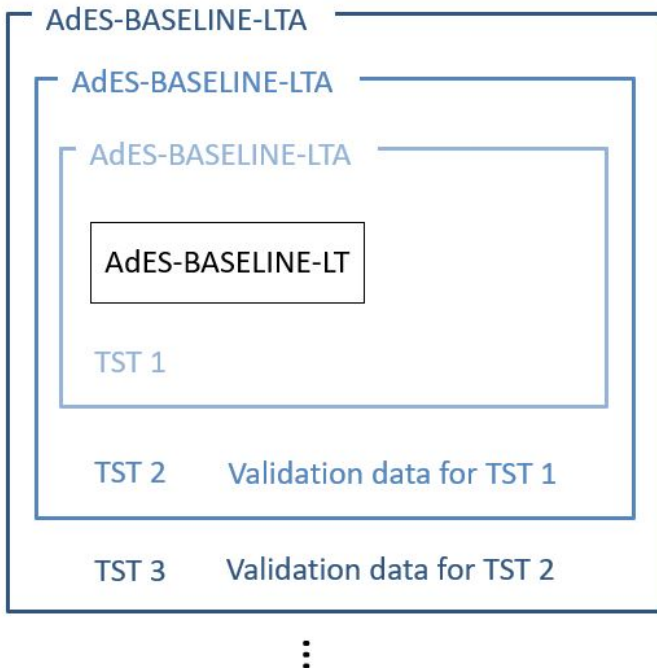 AdES-BASELINE-LTA
AdES-BASELINE-LTA
AdES-BASELINE-LTA
AdES-BASELINE-LT
TST 1
TST 2 Validation data for TST 1
TST 3 Validation data for TST 2
⋮